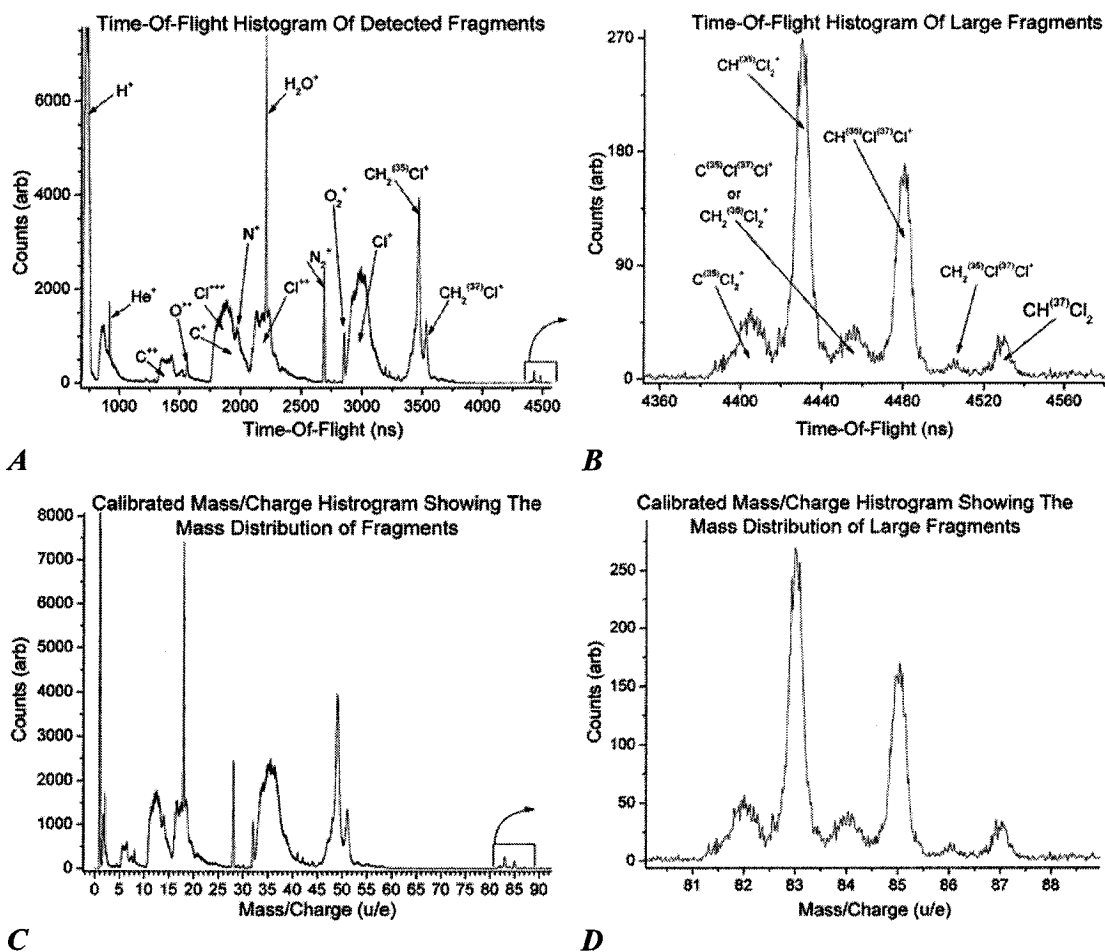 Time-Of-Flight Histogram Of Detected Fragments
Counts (arb)
6000
4000
2000
0
H⁺
He⁺
C⁺⁺
O⁺⁺
C⁺
Cl⁺⁺⁺
N⁺
H₂O⁺
Cl⁺⁺
N₂⁺
O₂⁺
Cl⁺
CH₂⁽³⁵⁾Cl⁺
CH₂⁽³²⁾Cl⁺
1000 1500 2000 2500 3000 3500 4000 4500
Time-Of-Flight (ns)
A
Time-Of-Flight Histogram Of Large Fragments
Counts (arb)
270
180
90
0
CH⁽³⁵⁾Cl₂⁺
CH⁽³⁵⁾Cl⁽³⁷⁾Cl⁺
C⁽³⁵⁾Cl⁽³⁷⁾Cl⁺
or
CH₂⁽³⁵⁾Cl₂⁺
C⁽³⁵⁾Cl₂⁺
CH₂⁽³⁵⁾Cl⁽³⁷⁾Cl⁺
CH⁽³⁷⁾Cl₂
4360 4400 4440 4480 4520 4560
Time-Of-Flight (ns)
B
Calibrated Mass/Charge Histrogram Showing The
Mass Distribution of Fragments
Counts (arb)
8000
7000
6000
5000
4000
3000
2000
1000
0
0 5 10 15 20 25 30 35 40 45 50 55 60 65 70 75 80 85 90
Mass/Charge (u/e)
C
Calibrated Mass/Charge Histrogram Showing The
Mass Distribution of Large Fragments
Counts (arb)
250
200
150
100
50
0
81 82 83 84 85 86 87 88
Mass/Charge (u/e)
D